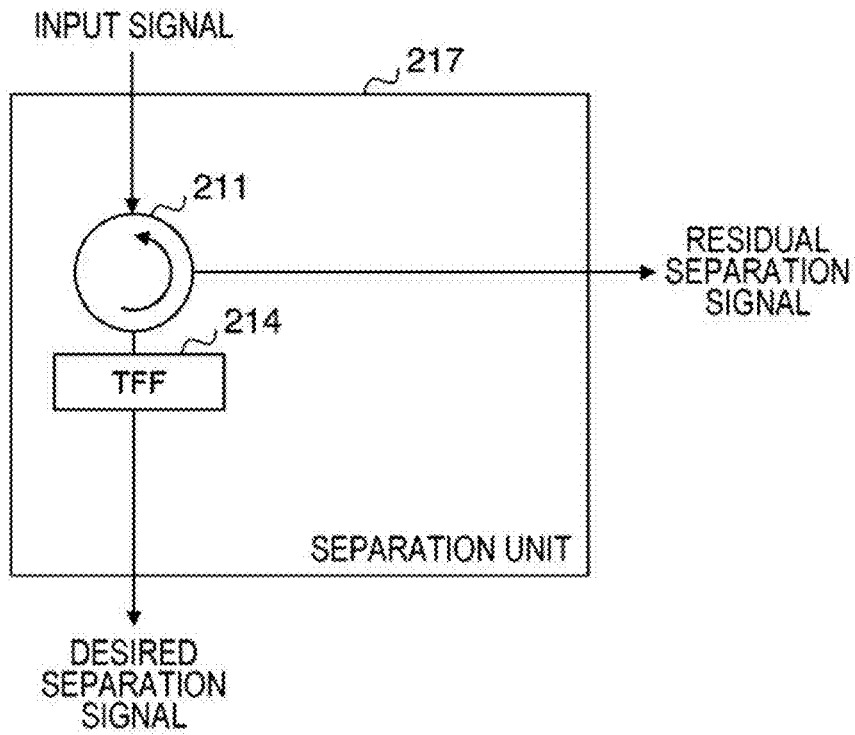 INPUT SIGNAL
217
211
RESIDUAL
SEPARATION
SIGNAL
214
TFF
SEPARATION UNIT
DESIRED
SEPARATION
SIGNAL